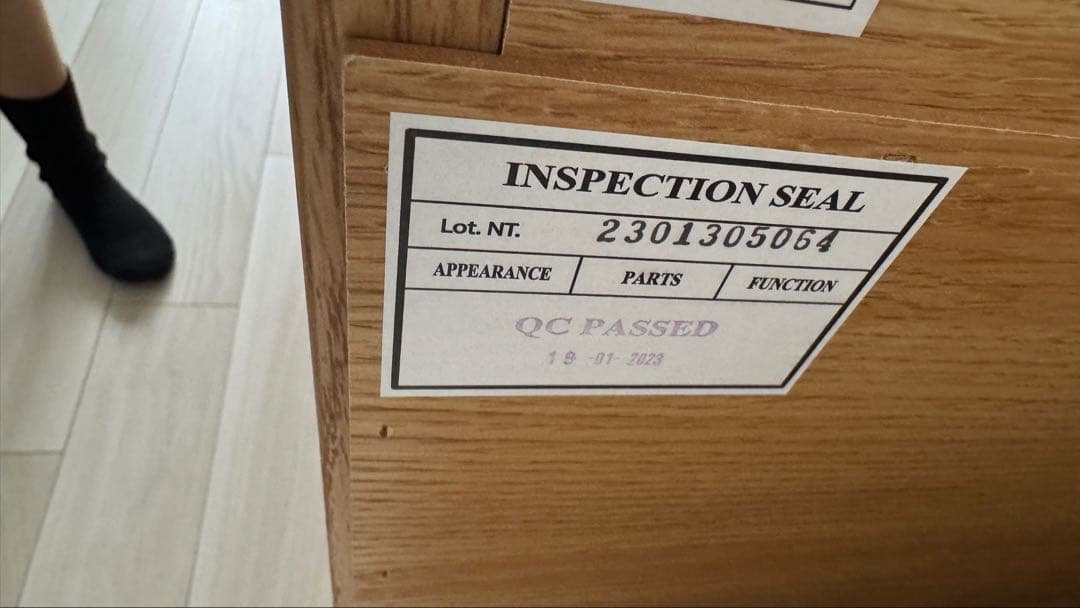 INSPECTION SEAL
Lot. NT. 2301305064
APPEARANCE PARTS FUNCTION
QC PASSED
19 -01- 2023